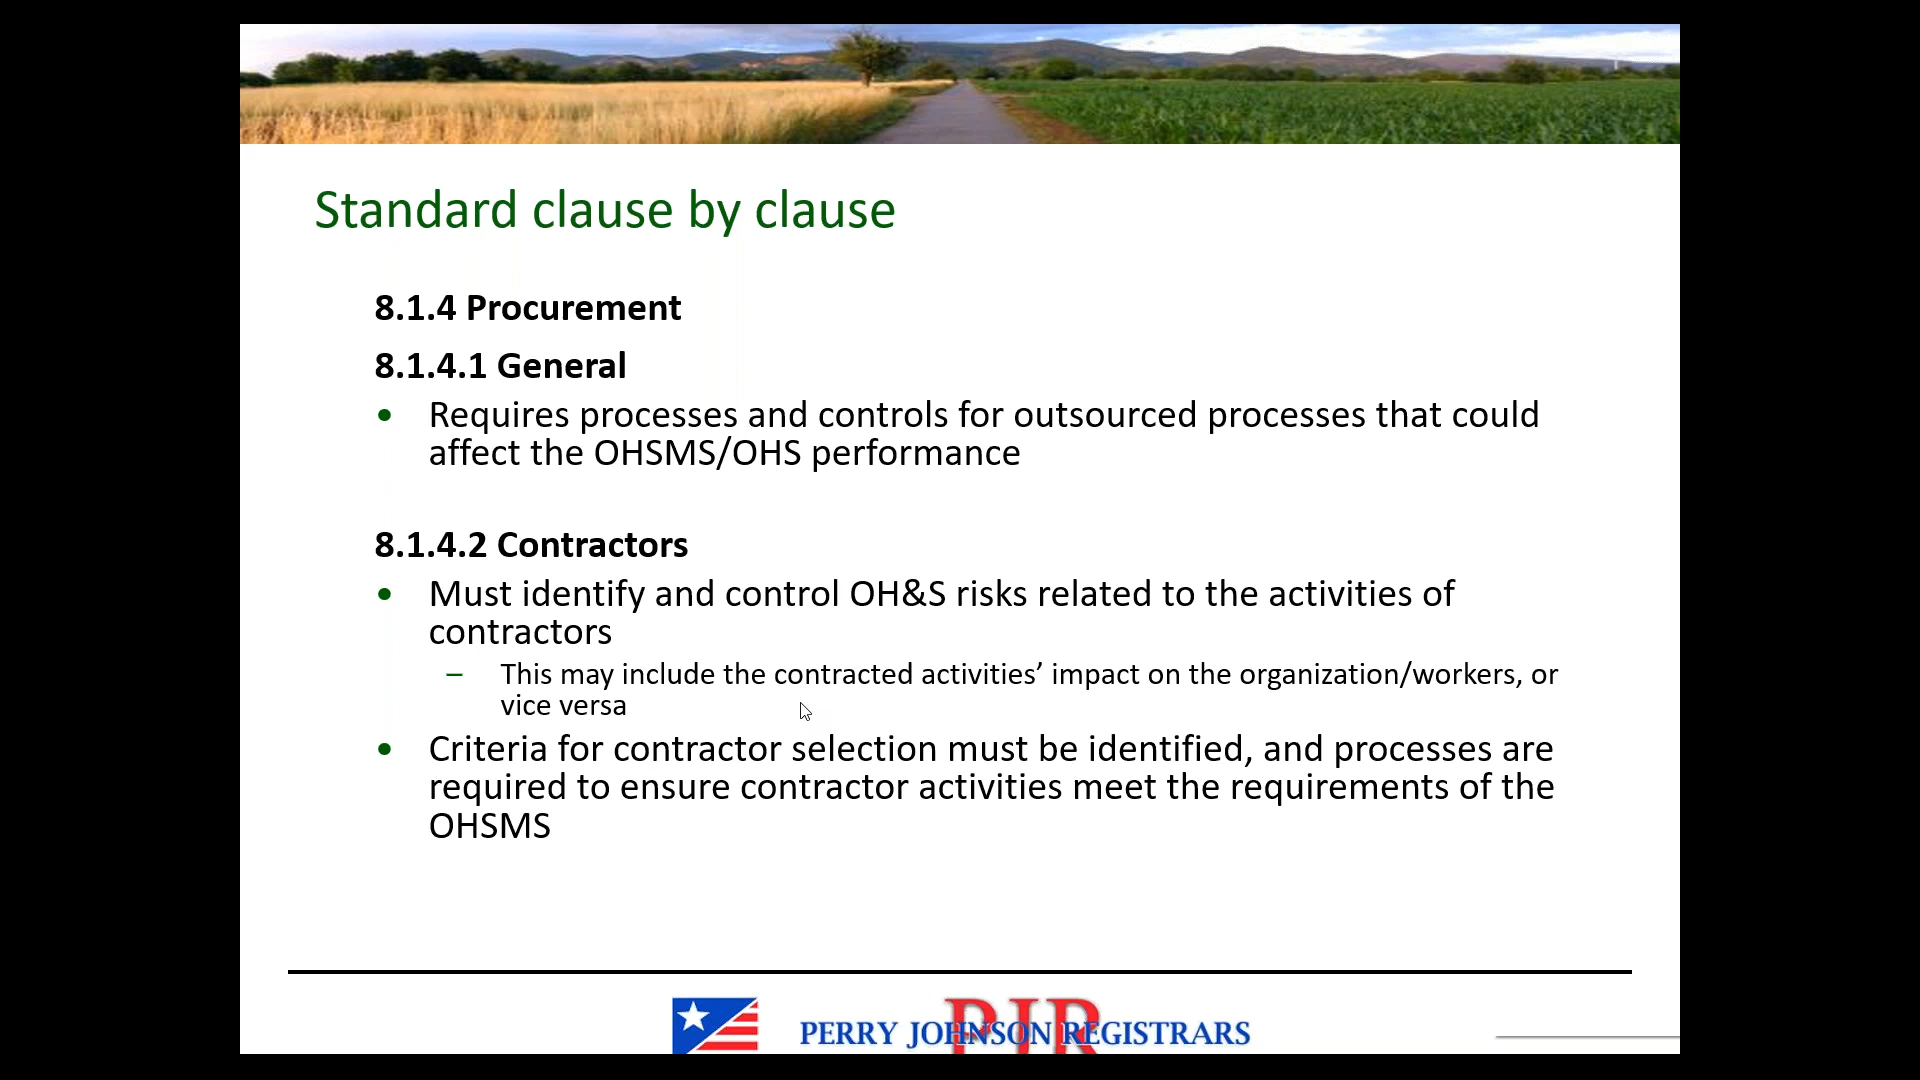 Standard clause by clause
8.1.4 Procurement
8.1.4.1 General
• Requires processes and controls for outsourced processes that could
affect the OHSMS/OHS performance
8.1.4.2 Contractors
• Must identify and control OH&S risks related to the activities of
contractors
– This may include the contracted activities’ impact on the organization/workers, or
vice versa
• Criteria for contractor selection must be identified, and processes are
required to ensure contractor activities meet the requirements of the
OHSMS
PJR
PERRY JOHNSON REGISTRARS